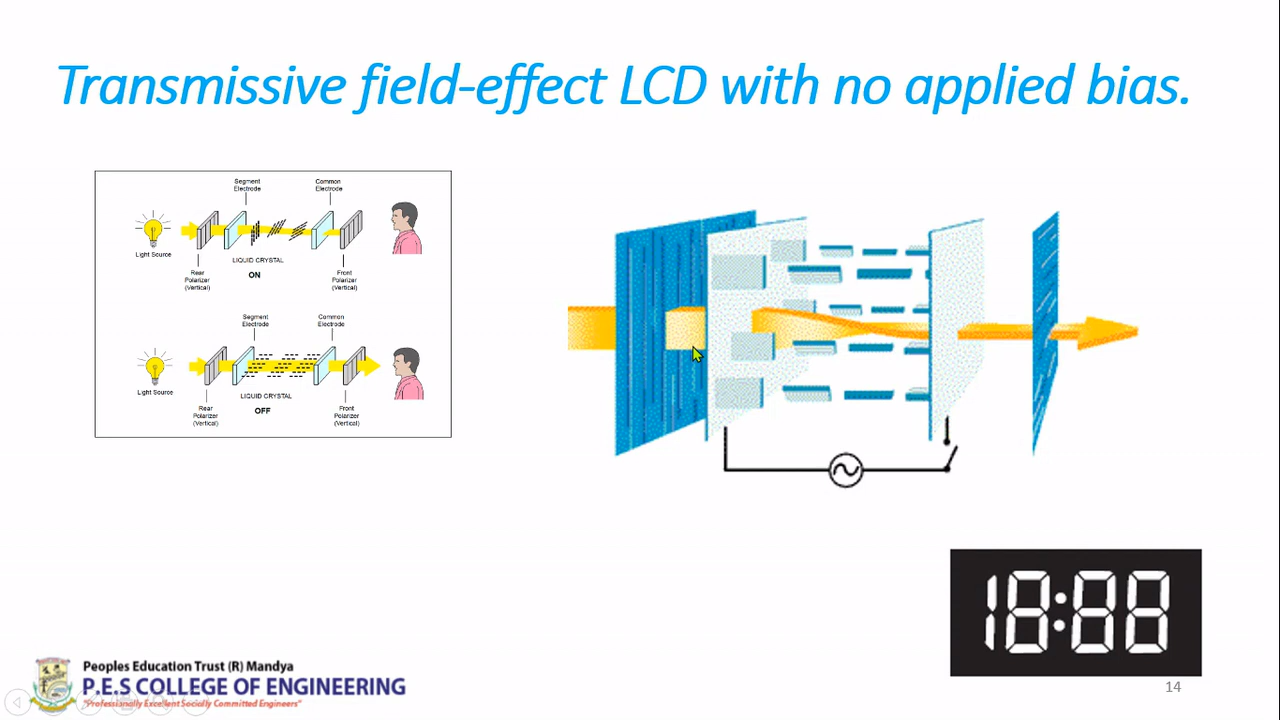 Transmissive field-effect LCD with no applied bias.
Segment
Electrode
Common
Electrode
Light Source
LIQUID CRYSTAL
ON
Rear
Polarizer
(Vertical)
Front
Polarizer
(Vertical)
Segment
Electrode
Common
Electrode
Light Source
LIQUID CRYSTAL
OFF
Rear
Polarizer
(Vertical)
Front
Polarizer
(Vertical)
18:88
Peoples Education Trust (R) Mandya
P.E.S COLLEGE OF ENGINEERING
"Professionally Excellent Socially Committed Engineers"
14